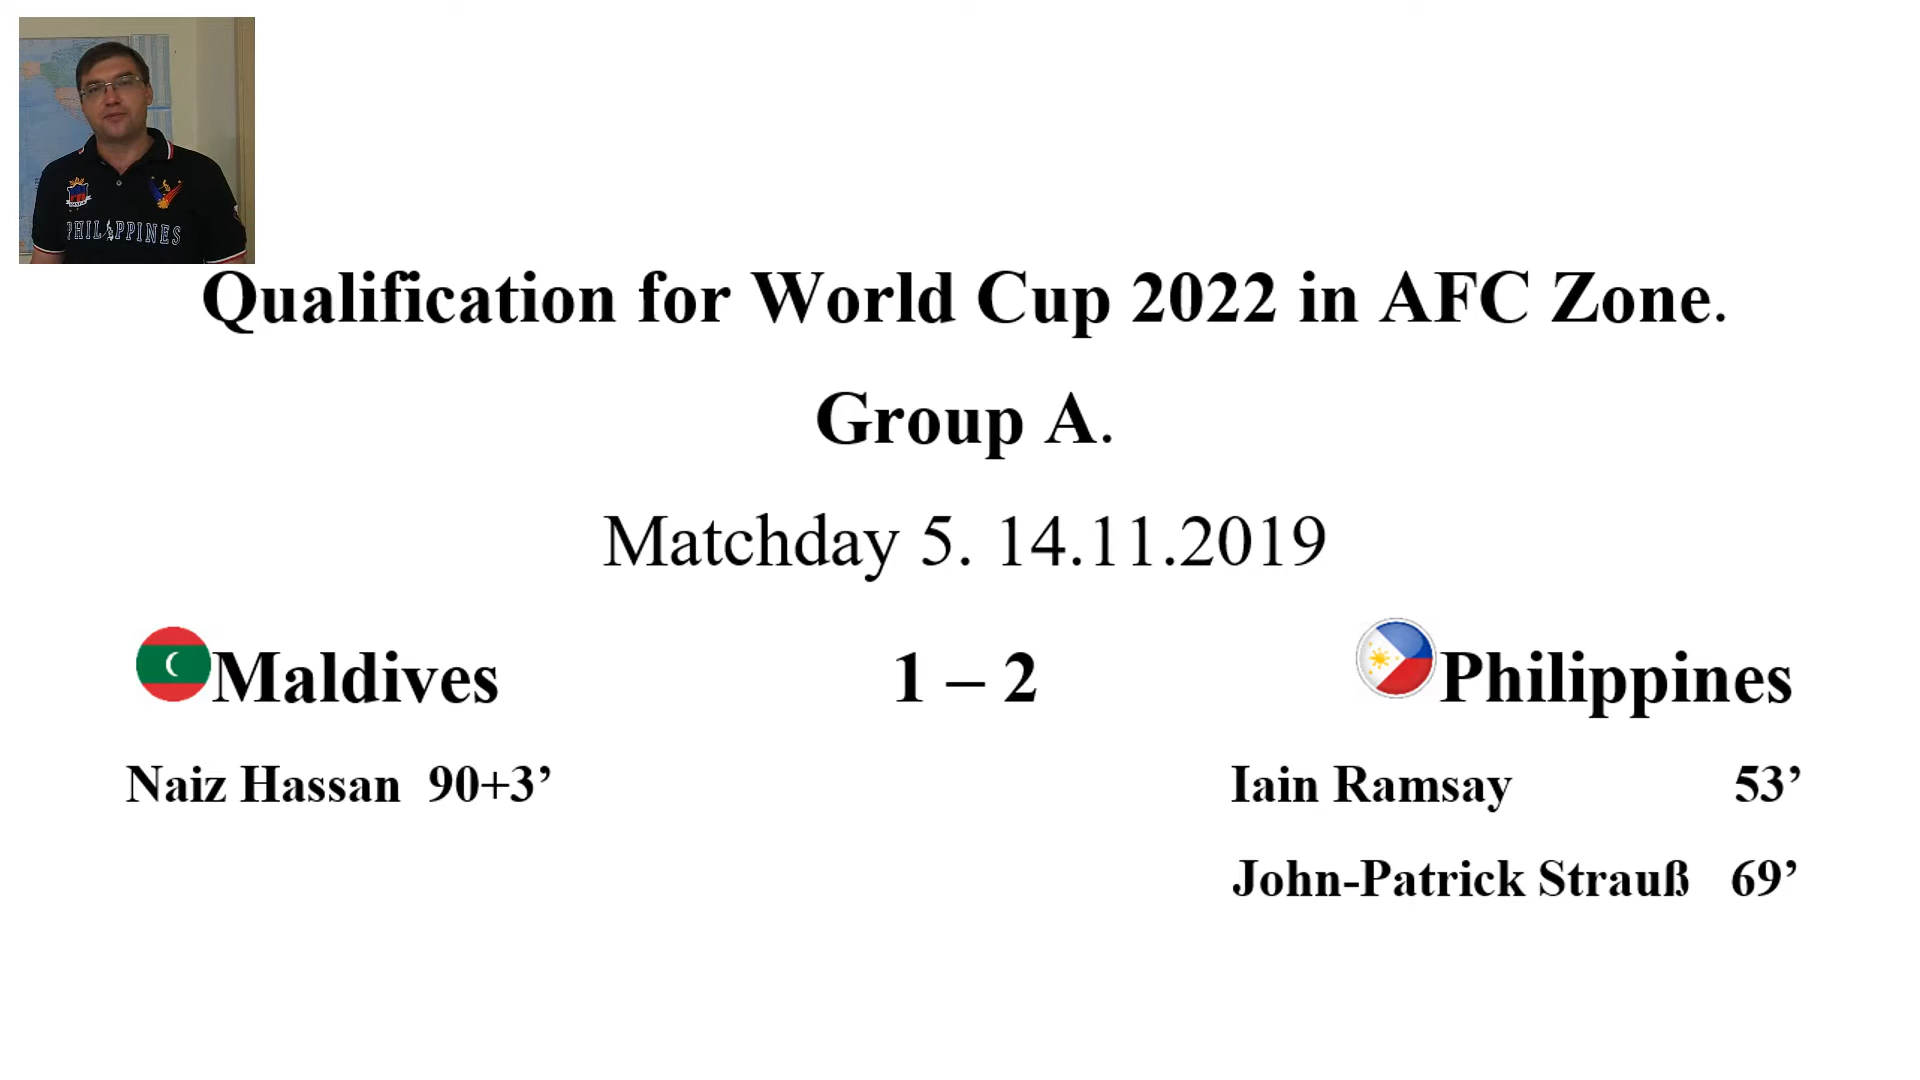 PHILIPPINES
Qualification for World Cup 2022 in AFC Zone.
Group A.
Matchday 5. 14.11.2019
Maldives 1 – 2 Philippines
Naiz Hassan 90+3’ Iain Ramsay 53’
John-Patrick Strauß 69’